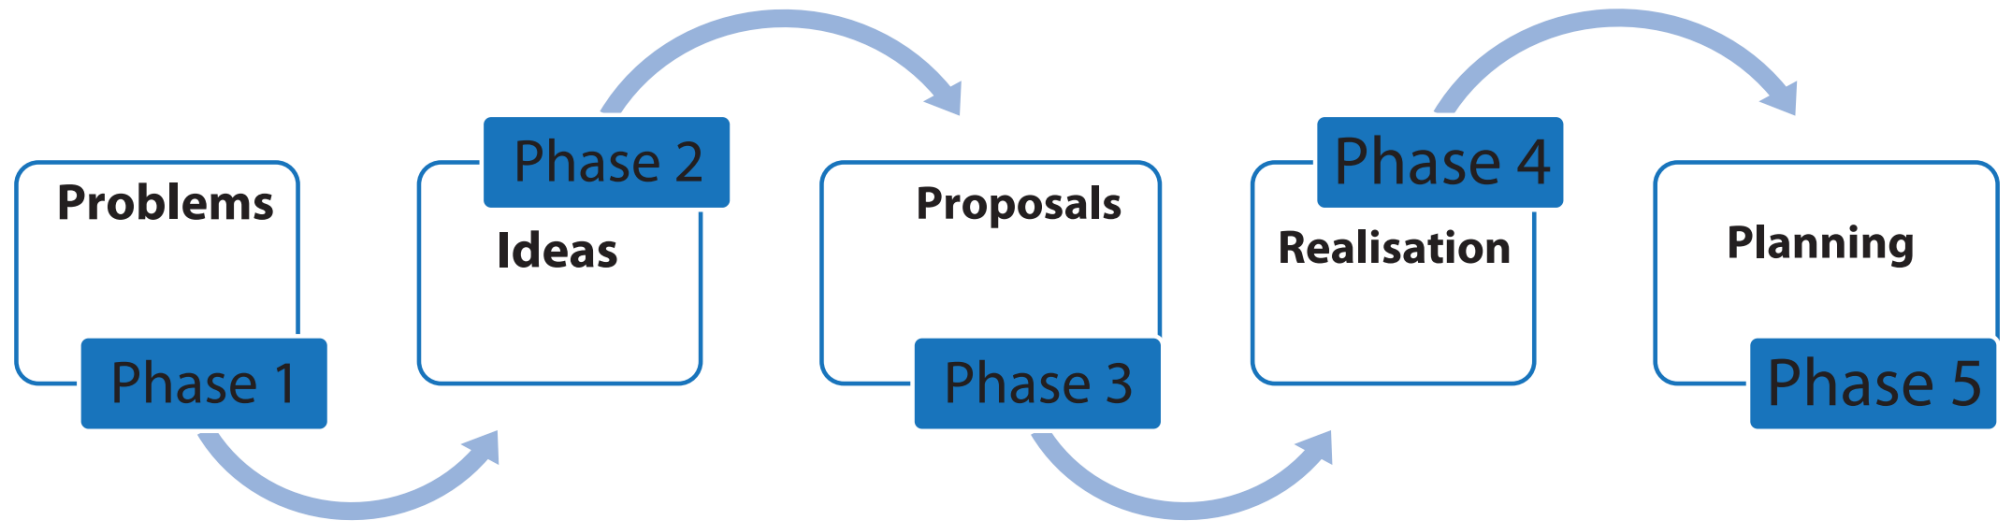 Problems
Phase 1
Phase 2
Ideas
Proposals
Phase 3
Phase 4
Realisation
Planning
Phase 5